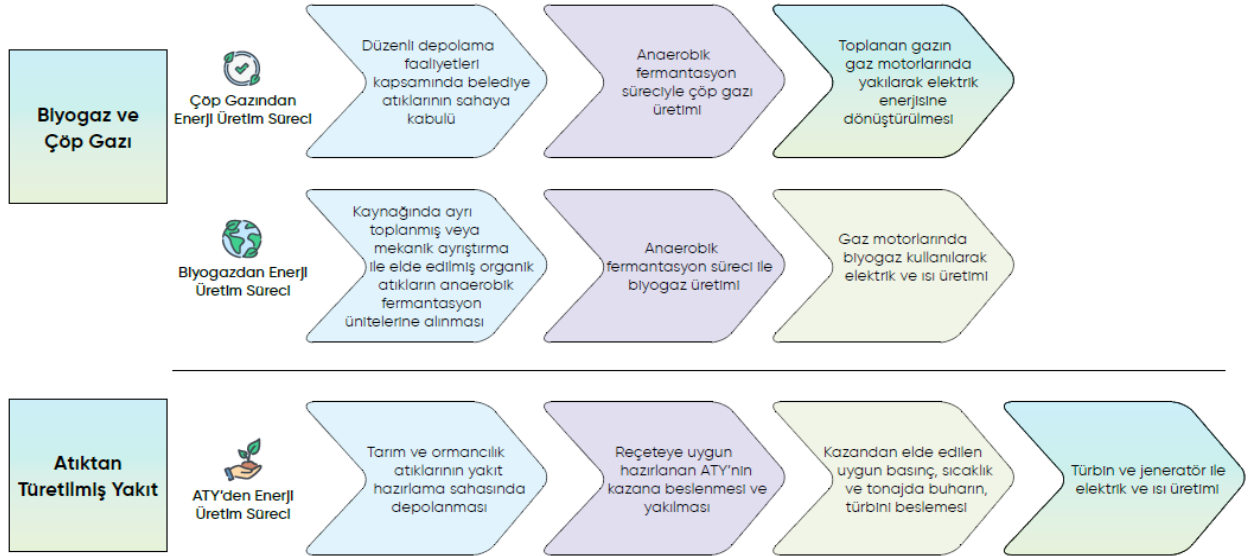 Biyogaz ve
Çöp Gazı
Çöp Gazından
Enerji Üretim Süreci
Düzenli depolama
faaliyetleri
kapsamında belediye
atıklarının sahaya
kabulü
Anaerobik
fermantasyon
süreciyle çöp gazı
üretimi
Toplanan gazın
gaz motorlarında
yakılarak elektrik
enerjisine
dönüştürülmesi
Biyogazdan Enerji
Üretim Süreci
Kaynağında ayrı
toplanmış veya
mekanik ayrıştırma
ile elde edilmiş organik
atıkların anaerobik
fermantasyon
ünitelerine alınması
Anaerobik
fermantasyon süreci ile
biyogaz üretimi
Gaz motorlarında
biyogaz kullanılarak
elektrik ve ısı üretimi
Atıktan
Türetilmiş Yakıt
ATY'den Enerji
Üretim Süreci
Tarım ve ormancılık
atıklarının yakıt
hazırlama sahasında
depolanması
Reçeteye uygun
hazırlanan ATY'nin
kazana beslenmesi ve
yakılması
Kazandan elde edilen
uygun basınç, sıcaklık
ve tonajda buharın,
türbini beslemesi
Türbin ve jeneratör ile
elektrik ve ısı üretimi